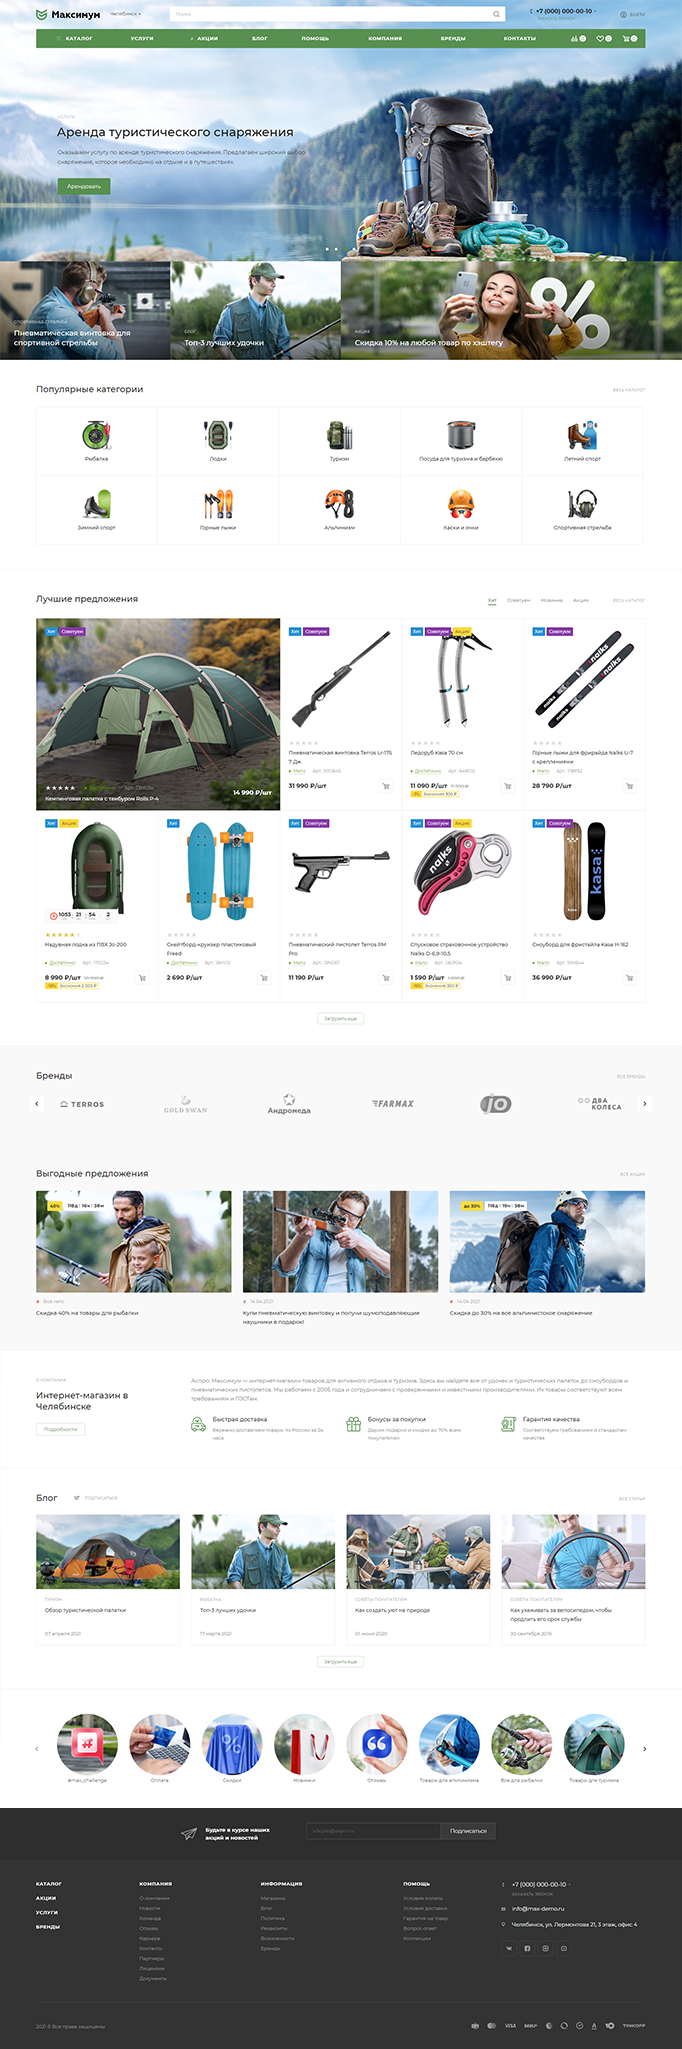 Максимум
Челябинск
Поиск
+7 (000) 000-00-10
ЗАКАЗАТЬ ЗВОНОК
ВОЙТИ
КАТАЛОГ
УСЛУГИ
АКЦИИ
БЛОГ
ПОМОЩЬ
КОМПАНИЯ
БРЕНДЫ
КОНТАКТЫ
0
0
0
УСЛУГИ
Аренда туристического снаряжения
Оказываем услугу по аренде туристического снаряжения. Предлагаем широкий выбор
снаряжения, которое необходимо на отдыхе и в путешествиях.
Арендовать
СПОРТИВНАЯ СТРЕЛЬБА
Пневматическая винтовка для
спортивной стрельбы
БЛОГ
Топ-3 лучших удочки
%
АКЦИЯ
Скидка 10% на любой товар по хэштегу
Популярные категории
ВЕСЬ КАТАЛОГ
Рыбалка
Лодки
Туризм
Посуда для туризма и барбекю
Летний спорт
Зимний спорт
Горные лыжи
Альпинизм
Каски и очки
Спортивная стрельба
Лучшие предложения
Хит
Советуем
Новинка
Акция
ВЕСЬ КАТАЛОГ
Хит Советуем
Достаточно
14 990 ₽/шт
Кемпинговая палатка с тамбуром Rolis P-4
Хит Советуем
Пневматическая винтовка Terros Lr-175
7 Дж
Мало
31 990 ₽/шт
Хит Советуем Акция
Ледоруб Kasa 70 см
Достаточно
11 090 ₽/шт
Экономия 300 ₽
Хит Советуем
nalks
nalks
Горные лыжи для фрирайда Nalks U-7
с креплениями
Мало
28 790 ₽/шт
Хит Акция
1053 21 54 2
Надувная лодка из ПВХ Jo-200
Достаточно
8 990 ₽/шт
Экономия 2 000 ₽
Хит
Скейтборд-круизер пластиковый
Freed
Достаточно
2 690 ₽/шт
Хит Советуем
Пневматический пистолет Terros PM
Pro
Мало
11 190 ₽/шт
Хит Советуем Акция
nalks
Спусковое страховочное устройство
Nalks D-6,9-10,5
Мало
1 590 ₽/шт
Экономия 300 ₽
Хит Советуем
kasa
Сноуборд для фристайла Kasa H-162
Мало
36 990 ₽/шт
Загрузить еще
Бренды
ВСЕ БРЕНДЫ
TERROS
GOLD SWAN
Андромеда
FARMAX
jo
ДВА
КОЛЕСА
Выгодные предложения
ВСЕ АКЦИИ
40% 118д : 16ч : 38м
Все лето
Скидка 40% на товары для рыбалки
14.04.2021
Купи пневматическую винтовку и получи шумоподавляющие
наушники в подарок!
до 30% 118д : 19ч : 58м
14.04.2021
Скидка до 30% на все альпинистское снаряжение
О КОМПАНИИ
Интернет-магазин в
Челябинске
Подробности
Аспро: Максимум — интернет-магазин товаров для активного отдыха и туризма. Здесь вы найдете все от удочек и туристических палаток до сноубордов и
пневматических пистолетов. Мы работаем с 2006 года и сотрудничаем с проверенными и известными производителями. Их товары соответствуют всем
требованиям и ГОСТам.
Быстрая доставка
Бережно доставляем товары по России за 24
часа
Бонусы за покупки
Дарим подарки и скидки до 70% всем
покупателям
Гарантия качества
Соответствуем требованиям и стандартам
качества
Блог
ПОДПИСАТЬСЯ
ВСЕ СТАТЬИ
ТУРИЗМ
Обзор туристической палатки
07 апреля 2021
РЫБАЛКА
Топ-3 лучших удочки
17 марта 2021
СОВЕТЫ ПОКУПАТЕЛЯМ
Как создать уют на природе
01 июня 2020
СОВЕТЫ ПОКУПАТЕЛЯМ
Как ухаживать за велосипедом, чтобы
продлить его срок службы
30 сентября 2019
Загрузить еще
#
%
#max_challenge
Оплата
Скидки
Новинки
Отзывы
Товары для альпинизма
Все для рыбалки
Товары для туризма
Будьте в курсе наших
акций и новостей
Подписаться
КАТАЛОГ
АКЦИИ
УСЛУГИ
БРЕНДЫ
КОМПАНИЯ
О компании
Новости
Команда
Отзывы
Карьера
Контакты
Партнеры
Лицензии
Документы
ИНФОРМАЦИЯ
Магазины
Блог
Политика
Реквизиты
Возможности
Бренды
ПОМОЩЬ
Условия оплаты
Условия доставки
Гарантия на товар
Вопрос-ответ
Коллекции
+7 (000) 000-00-10
ЗАКАЗАТЬ ЗВОНОК
info@max-demo.ru
Челябинск, ул. Лермонтова 21, 3 этаж, офис 4
2021 © Все права защищены
VISA
МИР
TINKOFF